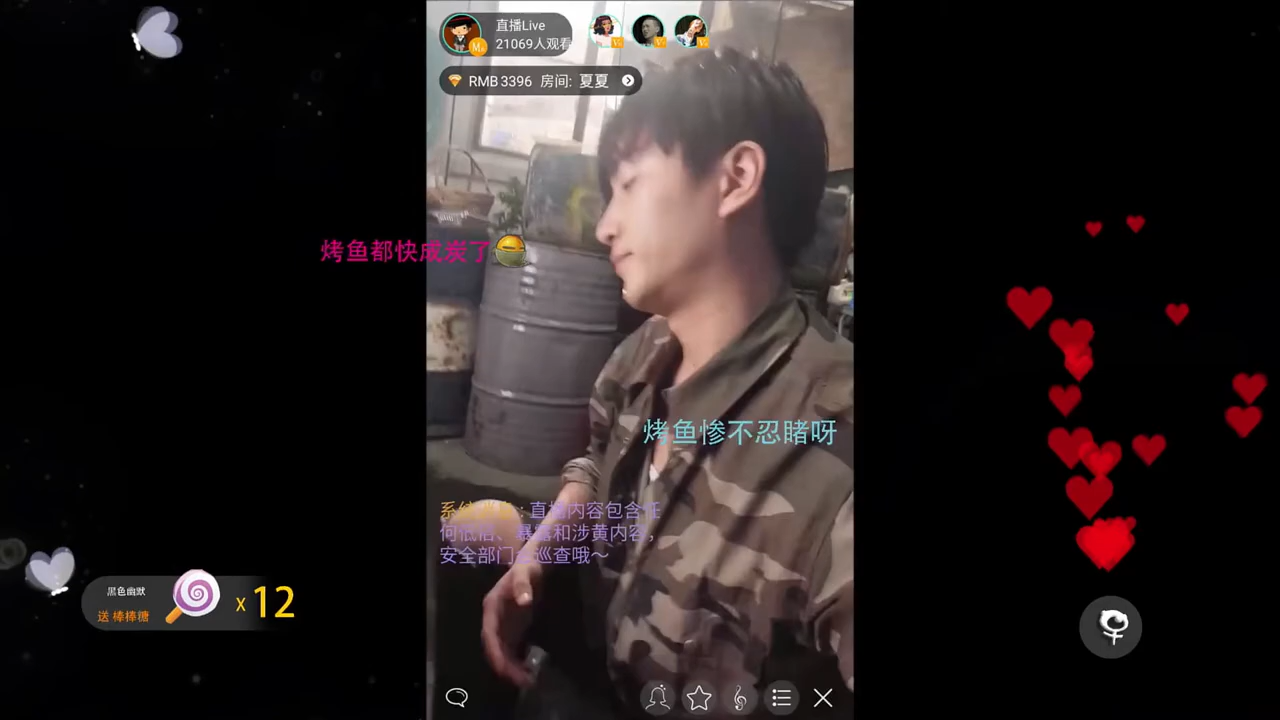 直播Live
21069人观看
RMB 3396 房间: 夏夏
烤鱼都快成炭了
烤鱼惨不忍睹呀
系统消息: 直播内容包含任
何低俗、暴露和涉黄内容,
安全部门会巡查哦～
黑色幽默
送 棒棒糖
x 12